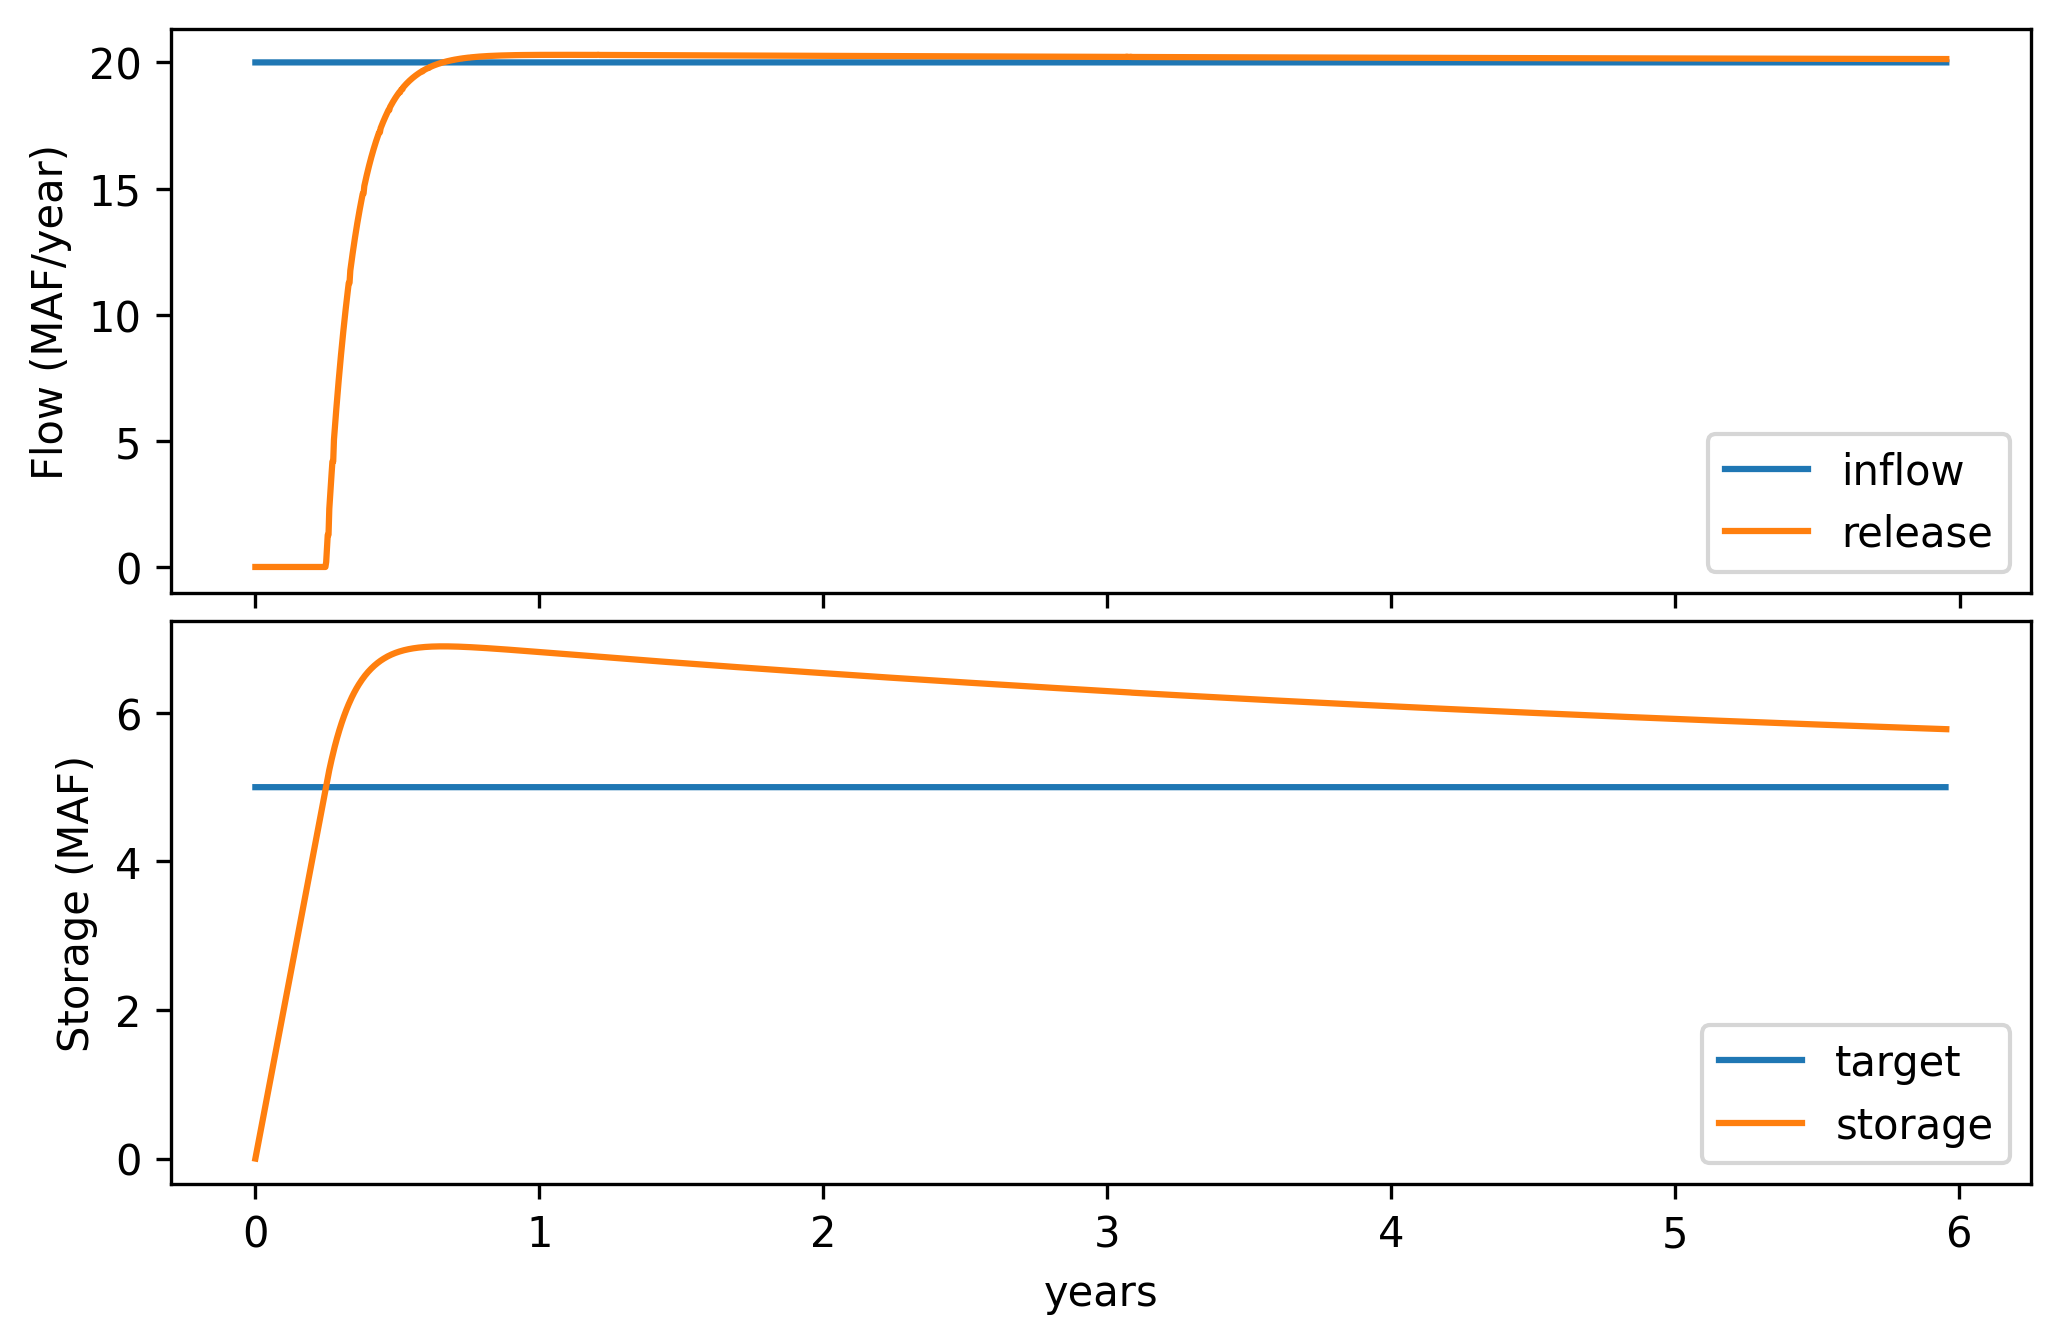 Flow (MAF/year)
20
15
10
5
0
inflow
release
Storage (MAF)
6
4
2
0
target
storage
0 1 2 3 4 5 6
years